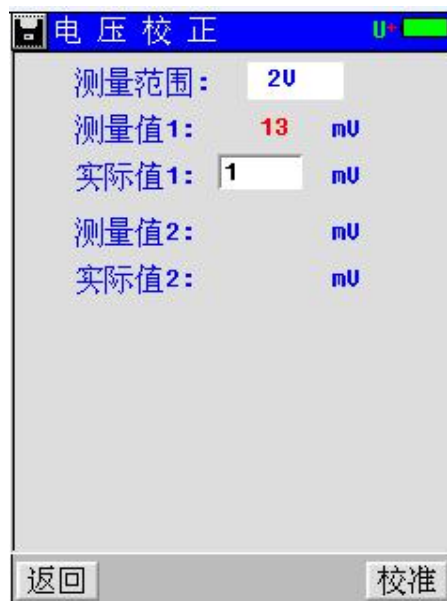 电压校正 U+
测量范围: 2V
测量值1: 13 mV
实际值1: 1 mV
测量值2: mV
实际值2: mV
返回 校准